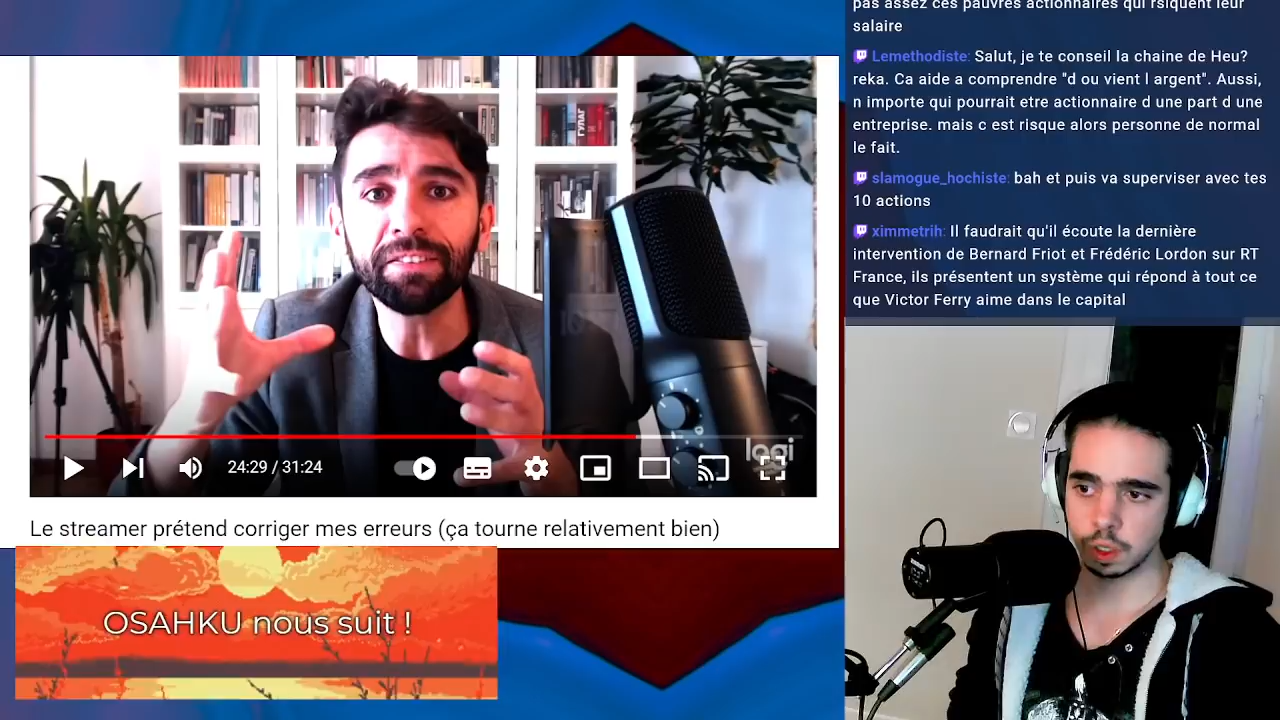 pas assez ces pauvres actionnaires qui rsiquent leur
salaire
Lemethodiste: Salut, je te conseil la chaine de Heu?
reka. Ca aide a comprendre "d ou vient l argent". Aussi,
n importe qui pourrait etre actionnaire d une part d une
entreprise. mais c est risque alors personne de normal
le fait.
slamogue_hochiste: bah et puis va superviser avec tes
10 actions
ximmetrih: Il faudrait qu'il écoute la dernière
intervention de Bernard Friot et Frédéric Lordon sur RT
France, ils présentent un système qui répond à tout ce
que Victor Ferry aime dans le capital
ГУЛАГ
logi
24:29 / 31:24
Le streamer prétend corriger mes erreurs (ça tourne relativement bien)
OSAHKU nous suit !